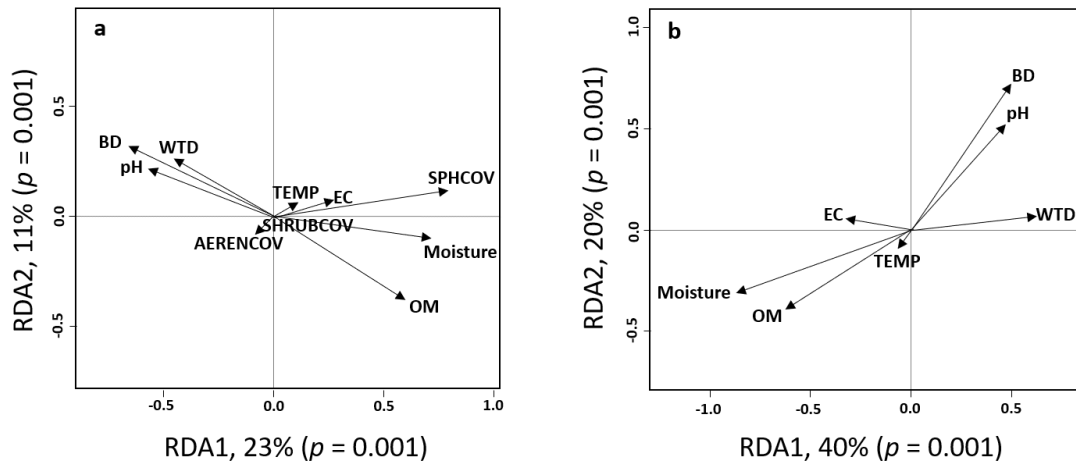 a
RDA2, 11% (p = 0.001)
0.5
0.0
-0.5
BD
WTD
pH
TEMP
EC
SPHCOV
SHRUBCOV
AERENCOV
Moisture
OM
-0.5
0.0
0.5
1.0
RDA1, 23% (p = 0.001)
b
RDA2, 20% (p = 0.001)
1.0
0.5
0.0
-0.5
BD
pH
EC
WTD
TEMP
Moisture
OM
-1.0
-0.5
0.0
0.5
RDA1, 40% (p = 0.001)